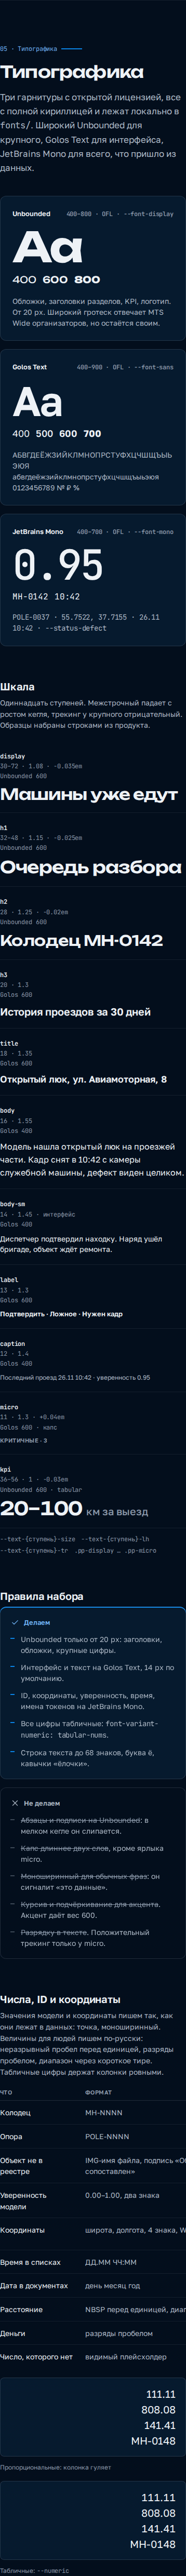 05 · Типографика
Типографика
Три гарнитуры с открытой лицензией, все
с полной кириллицей и лежат локально в
fonts/. Широкий Unbounded для
крупного, Golos Text для интерфейса,
JetBrains Mono для всего, что пришло из
данных.
Unbounded 400–800 · OFL · --font-display
Aa
400 600 800
Обложки, заголовки разделов, KPI, логотип.
От 20 px. Широкий гротеск отвечает MTS
Wide организаторов, но остаётся своим.
Golos Text 400–900 · OFL · --font-sans
Aa
400 500 600 700
АБВГДЕЁЖЗИЙКЛМНОПРСТУФХЦЧШЩЪЫЬ
ЭЮЯ
абвгдеёжзийклмнопрстуфхцчшщъыьэюя
0123456789 № ₽ %
JetBrains Mono 400–700 · OFL · --font-mono
0.95
МН-0142 10:42
POLE-0037 · 55.7522, 37.7155 · 26.11
10:42 · --status-defect
Шкала
Одиннадцать ступеней. Межстрочный падает с
ростом кегля, трекинг у крупного отрицательный.
Образцы набраны строками из продукта.
display
30–72 · 1.08 · -0.035em
Unbounded 600
Машины уже едут
h1
32–48 · 1.15 · -0.025em
Unbounded 600
Очередь разбора
h2
28 · 1.25 · -0.02em
Unbounded 600
Колодец МН-0142
h3
20 · 1.3
Golos 600
История проездов за 30 дней
title
18 · 1.35
Golos 600
Открытый люк, ул. Авиамоторная, 8
body
16 · 1.55
Golos 400
Модель нашла открытый люк на проезжей
части. Кадр снят в 10:42 с камеры
служебной машины, дефект виден целиком.
body-sm
14 · 1.45 · интерфейс
Golos 400
Диспетчер подтвердил находку. Наряд ушёл
бригаде, объект ждёт ремонта.
label
13 · 1.3
Golos 600
Подтвердить · Ложное · Нужен кадр
caption
12 · 1.4
Golos 400
Последний проезд 26.11 10:42 · уверенность 0.95
micro
11 · 1.3 · +0.04em
Golos 600 · капс
КРИТИЧНЫЕ · 3
kpi
36–56 · 1 · -0.03em
Unbounded 600 · tabular
20–100 км за выезд
--text-{ступень}-size --text-{ступень}-lh
--text-{ступень}-tr .pp-display … .pp-micro
Правила набора
Делаем
Unbounded только от 20 px: заголовки,
обложки, крупные цифры.
Интерфейс и текст на Golos Text, 14 px по
умолчанию.
ID, координаты, уверенность, время,
имена токенов на JetBrains Mono.
Все цифры табличные: font-variant-
numeric: tabular-nums.
Строка текста до 68 знаков, буква ё,
кавычки «ёлочки».
Не делаем
Абзацы и подписи на Unbounded: в
мелком кегле он слипается.
Капс длиннее двух слов, кроме ярлыка
micro.
Моноширинный для обычных фраз: он
сигналит «это данные».
Курсив и подчёркивание для акцента.
Акцент даёт вес 600.
Разрядку в тексте. Положительный
трекинг только у micro.
Числа, ID и координаты
Значения модели и координаты пишем так, как
они лежат в данных: точка, моноширинный.
Величины для людей пишем по-русски:
неразрывный пробел перед единицей, разряды
пробелом, диапазон через короткое тире.
Табличные цифры держат колонки ровными.
ЧТО ФОРМАТ
Колодец МН-NNNN
Опора POLE-NNNN
Объект не в
реестре
IMG-имя файла, подпись
сопоставлен»
Уверенность
модели
0.00–1.00, два знака
Координаты широта, долгота, 4 знака,
Время в списках ДД.ММ ЧЧ:ММ
Дата в документах день месяц год
Расстояние NBSP перед единицей,
Деньги разряды пробелом
Число, которого нет видимый плейсхолдер
111.11
808.08
141.41
МН-0148
Пропорциональные: колонка гуляет
111.11
808.08
141.41
МН-0148
Табличные: --numeric